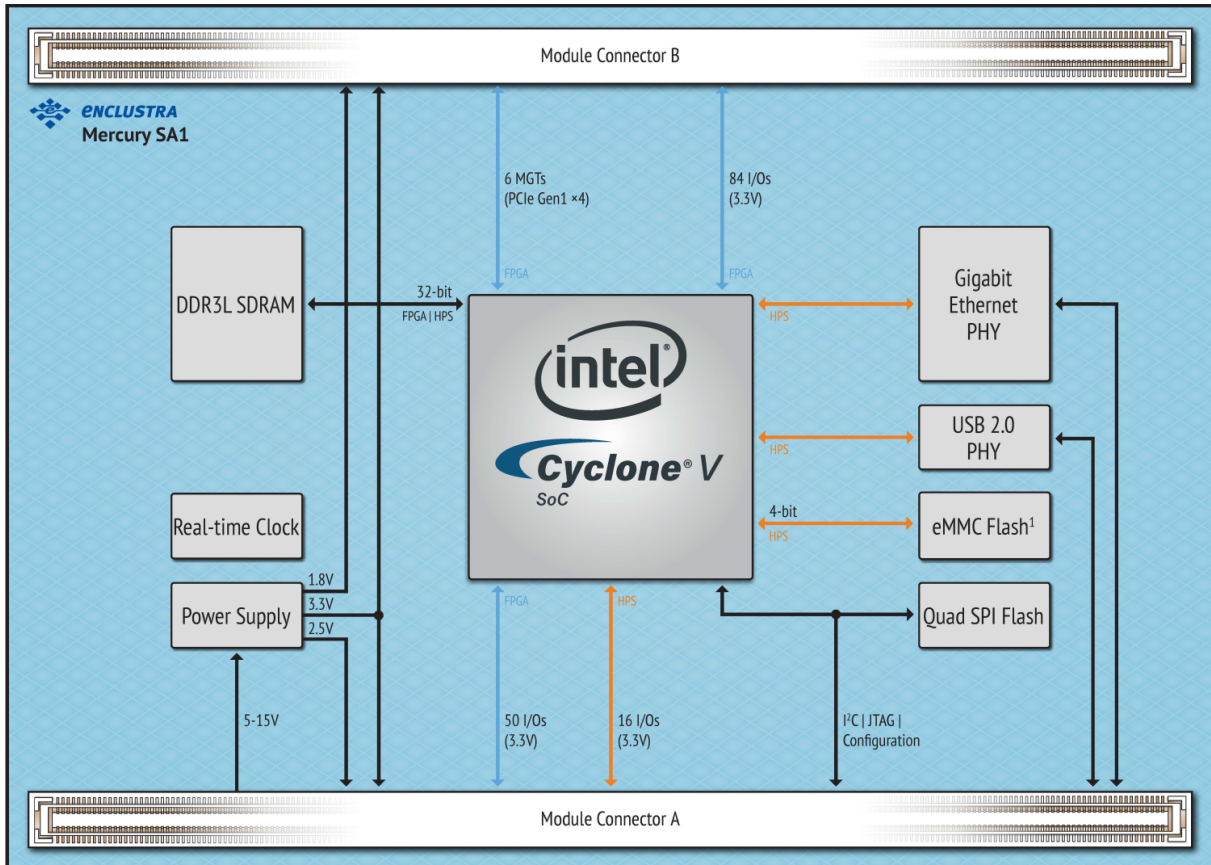 Module Connector B
enclustra
Mercury SA1
6 MGTs
(PCIe Gen1 ×4)
84 I/Os
(3.3V)
FPGA
FPGA
DDR3L SDRAM
32-bit
FPGA | HPS
HPS
Gigabit
Ethernet
PHY
intel®
Cyclone® V
SoC
HPS
USB 2.0
PHY
4-bit
HPS
eMMC Flash¹
Real-time Clock
Power Supply
1.8V
3.3V
2.5V
FPGA
HPS
Quad SPI Flash
5-15V
50 I/Os
(3.3V)
16 I/Os
(3.3V)
I²C | JTAG |
Configuration
Module Connector A